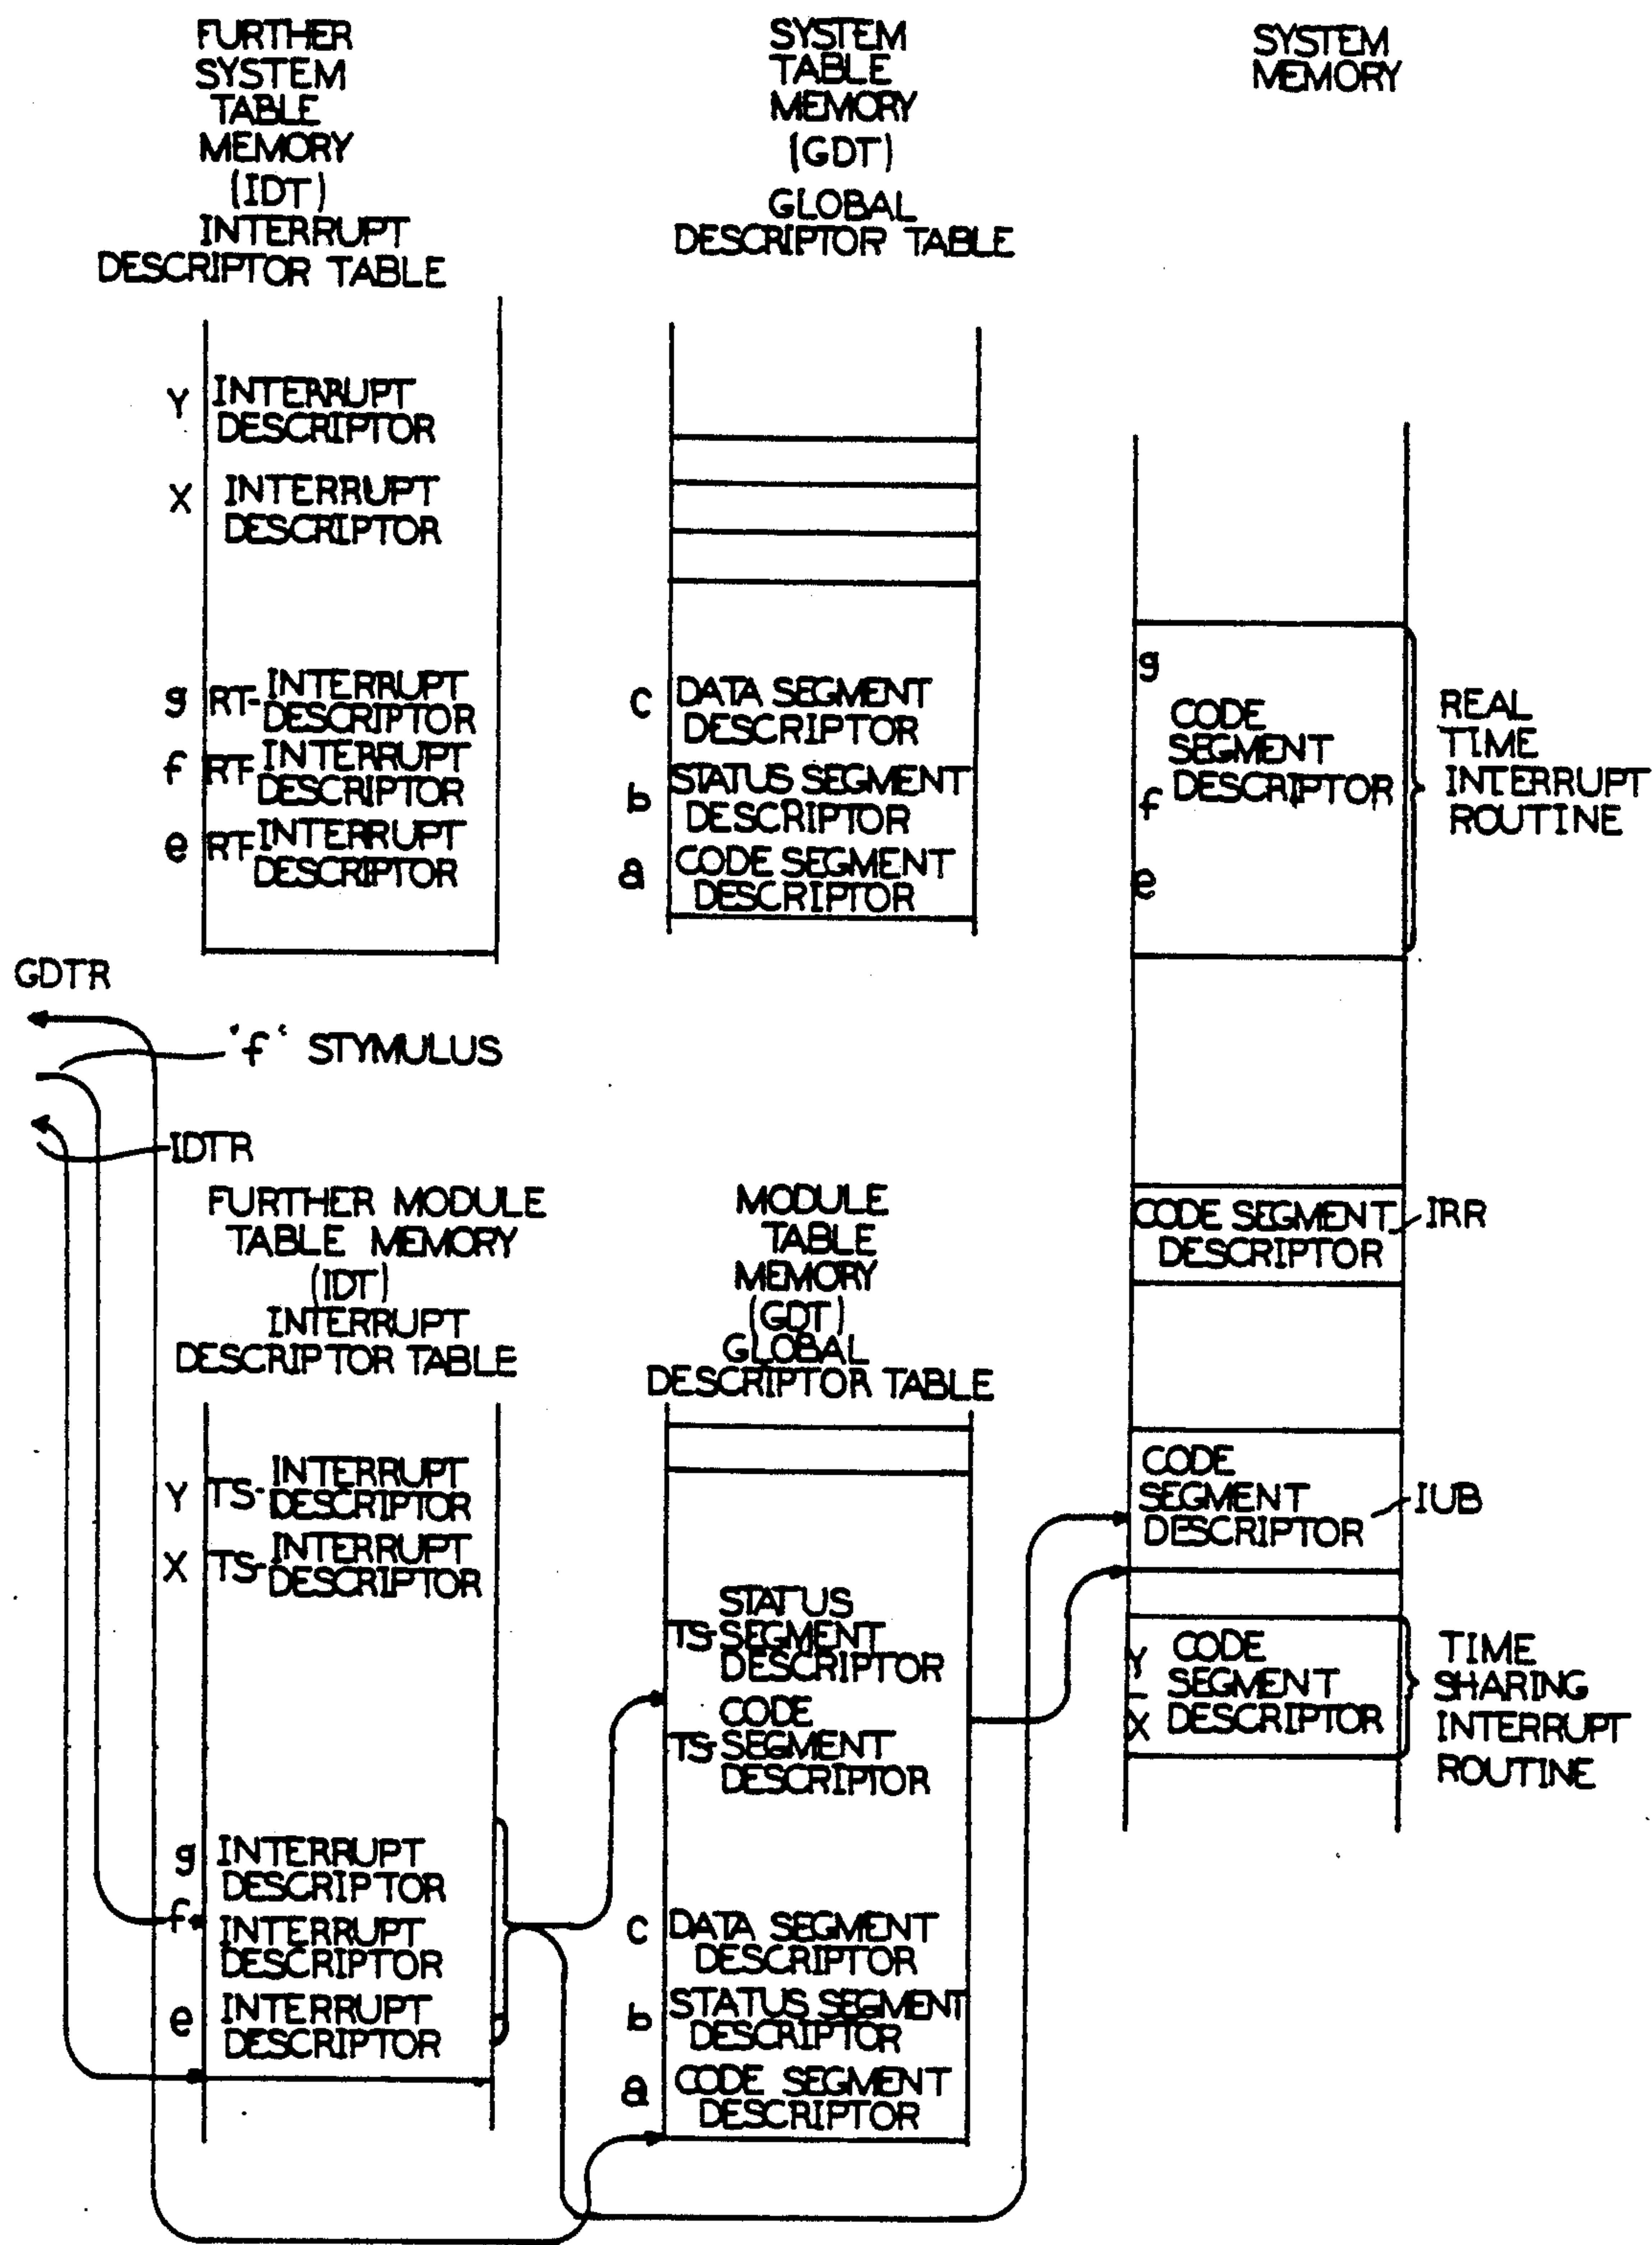 FURTHER
SYSTEM
TABLE
MEMORY
(IDT)
INTERRUPT
DESCRIPTOR TABLE
SYSTEM
TABLE
MEMORY
(GDT)
GLOBAL
DESCRIPTOR TABLE
SYSTEM
MEMORY
Y INTERRUPT
DESCRIPTOR
X INTERRUPT
DESCRIPTOR
g RT-INTERRUPT
DESCRIPTOR
f RT-INTERRUPT
DESCRIPTOR
e RT-INTERRUPT
DESCRIPTOR
c DATA SEGMENT
DESCRIPTOR
b STATUS SEGMENT
DESCRIPTOR
a CODE SEGMENT
DESCRIPTOR
g
CODE
SEGMENT
f DESCRIPTOR
e
REAL
TIME
INTERRUPT
ROUTINE
GDTR
'f' STYMULUS
IDTR
FURTHER MODULE
TABLE MEMORY
(IDT)
INTERRUPT
DESCRIPTOR TABLE
MODULE
TABLE
MEMORY
(GDT)
GLOBAL
DESCRIPTOR TABLE
CODE SEGMENT
DESCRIPTOR
IRR
Y TS-INTERRUPT
DESCRIPTOR
X TS-INTERRUPT
DESCRIPTOR
g INTERRUPT
DESCRIPTOR
f INTERRUPT
DESCRIPTOR
e INTERRUPT
DESCRIPTOR
STATUS
TS-SEGMENT
DESCRIPTOR
CODE
TS-SEGMENT
DESCRIPTOR
c DATA SEGMENT
DESCRIPTOR
b STATUS SEGMENT
DESCRIPTOR
a CODE SEGMENT
DESCRIPTOR
CODE
SEGMENT
DESCRIPTOR
IUB
Y CODE
SEGMENT
X DESCRIPTOR
TIME
SHARING
INTERRUPT
ROUTINE